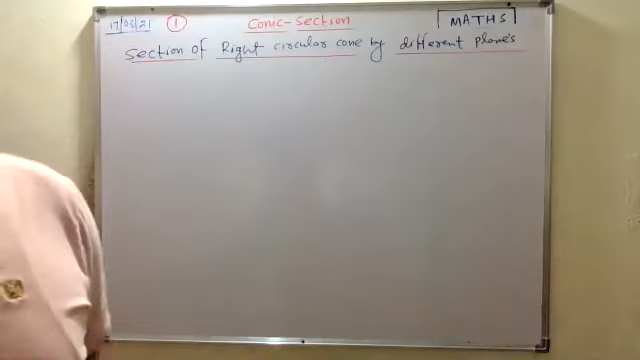 17/03/21 1 Conic-Section MATHS
Section of Right circular cone by different plane's